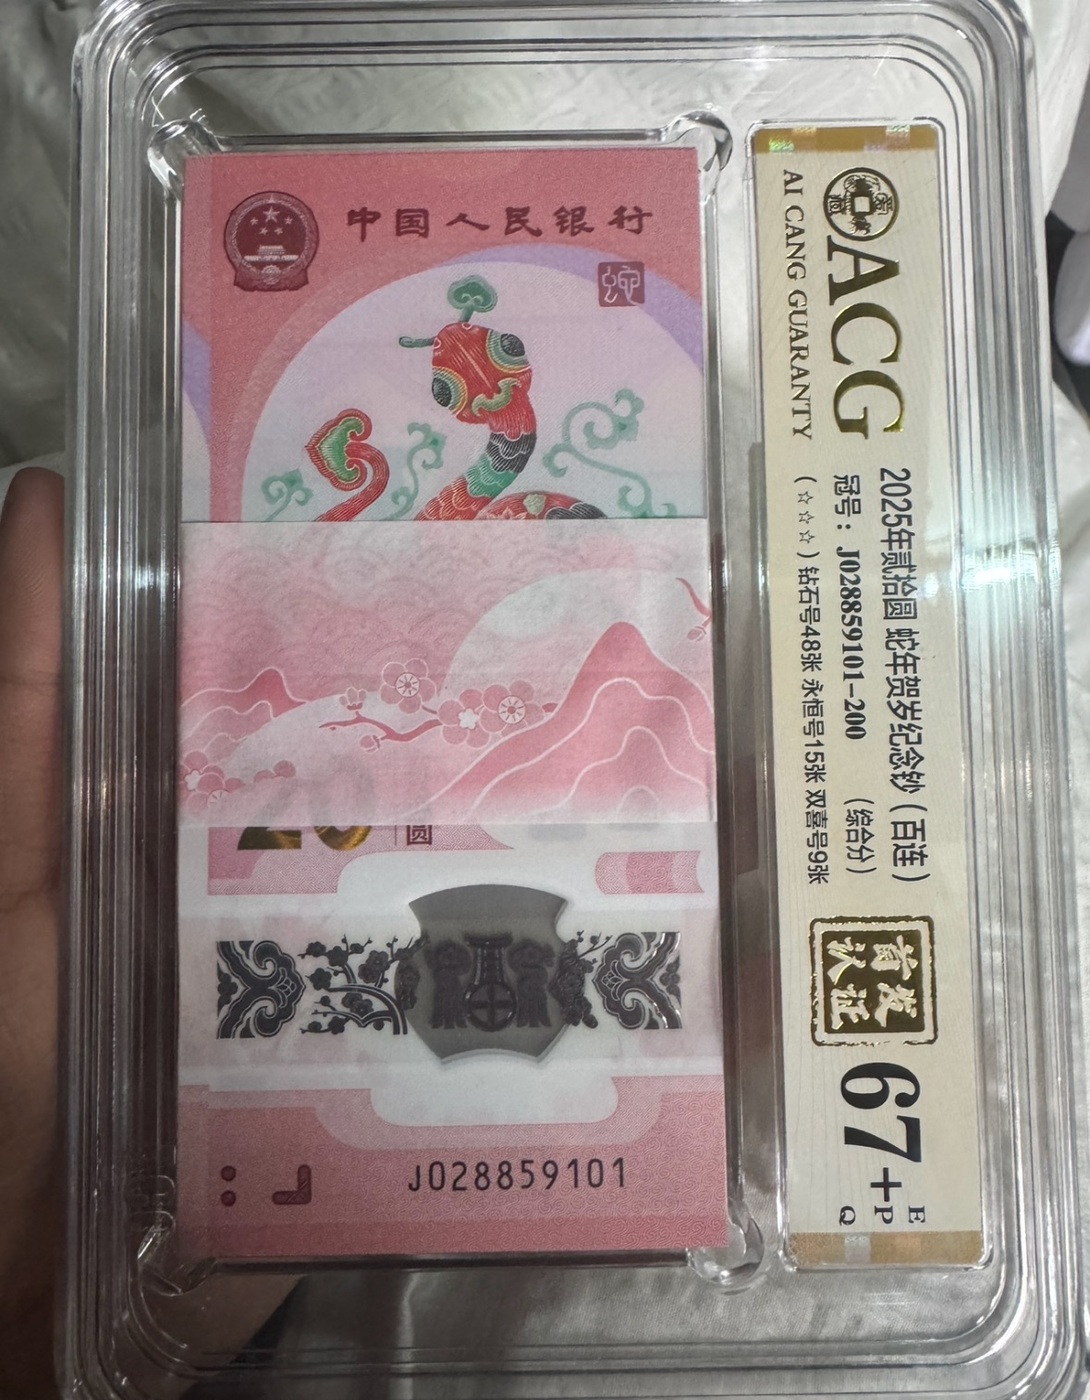 中国人民银行
蛇
20 圆
J028859101
ACG
AI CANG GUARANTY
2025年贰拾圆 蛇年贺岁纪念钞（百连）
冠号：J028859101-200 （综合分）
（☆☆☆）钻石号48张 永恒号15张 双喜号9张
首发
认证
67+
E
P
Q